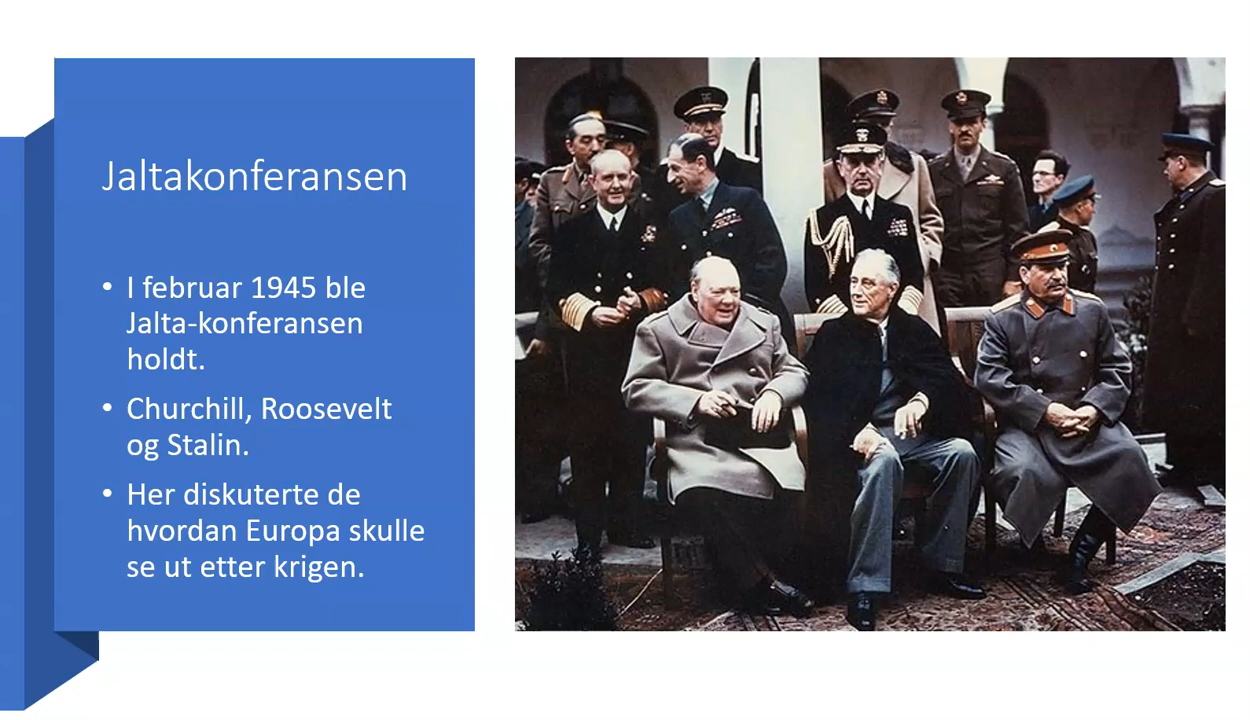 Jaltakonferansen
• I februar 1945 ble
Jalta-konferansen
holdt.
• Churchill, Roosevelt
og Stalin.
• Her diskuterte de
hvordan Europa skulle
se ut etter krigen.